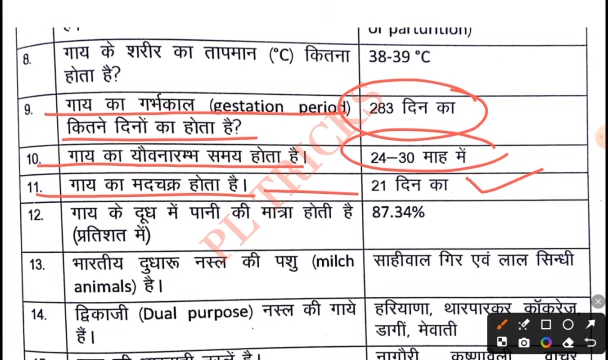 of parturition)
8. गाय के शरीर का तापमान (°C) कितना 38-39 °C
होता है?
9. गाय का गर्भकाल (gestation period) 283 दिन का
कितने दिनों का होता है?
10. गाय का यौवनारम्भ समय होता है। 24–30 माह में
11. गाय का मदचक्र होता है। 21 दिन का
12. गाय के दूध में पानी की मात्रा होती है 87.34%
(प्रतिशत में)
13. भारतीय दुधारू नस्ल की पशु (milch साहीवाल गिर एवं लाल सिन्धी
animals) है।
14. द्विकाजी (Dual purpose) नस्ल की गाये हरियाणा, थारपारकर, कॉकरेज,
हैं। डागीं, मेवाती
नागौरी
PL TRICKS